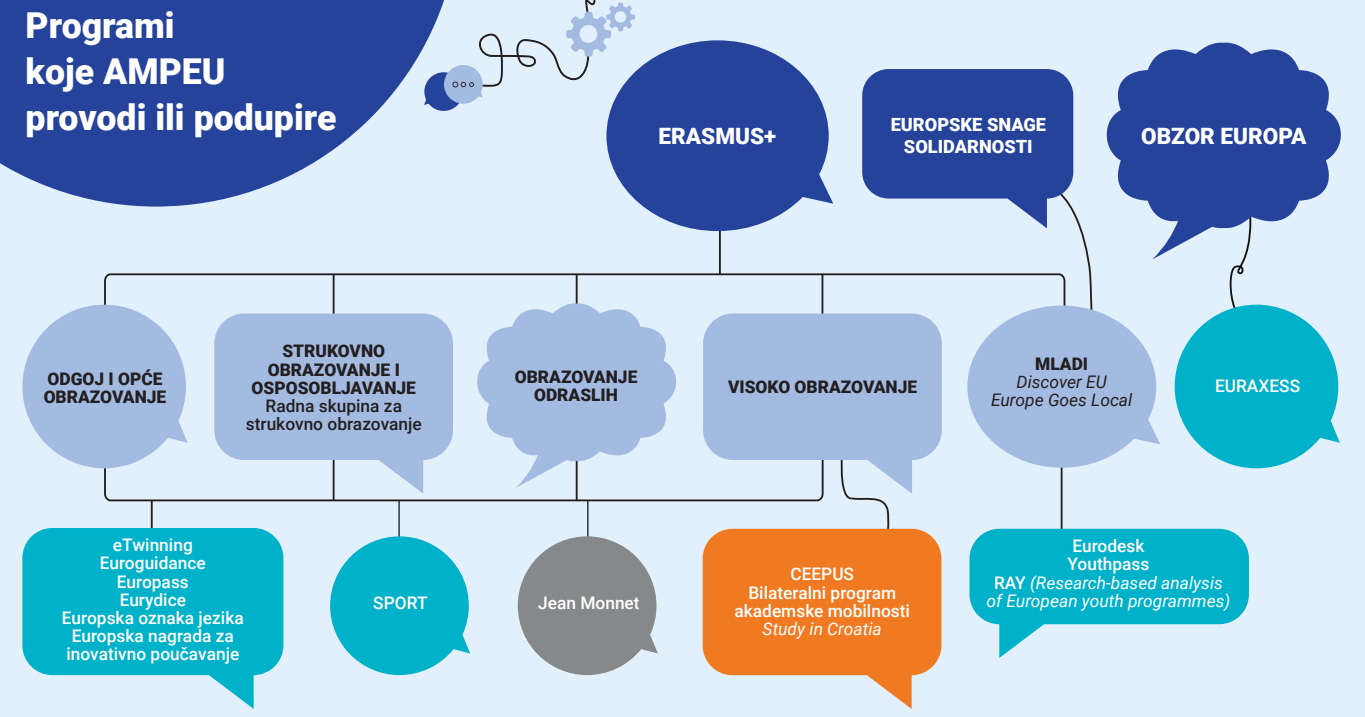 Programi
koje AMPEU
provodi ili podupire
ERASMUS+
EUROPSKE SNAGE
SOLIDARNOSTI
OBZOR EUROPA
ODGOJ I OPĆE
OBRAZOVANJE
STRUKOVNO
OBRAZOVANJE I
OSPOSOBLJAVANJE
Radna skupina za
strukovno obrazovanje
OBRAZOVANJE
ODRASLIH
VISOKO OBRAZOVANJE
MLADI
Discover EU
Europe Goes Local
EURAXESS
eTwinning
Euroguidance
Europass
Eurydice
Europska oznaka jezika
Europska nagrada za
inovativno poučavanje
SPORT
Jean Monnet
CEEPUS
Bilateralni program
akademske mobilnosti
Study in Croatia
Eurodesk
Youthpass
RAY (Research-based analysis
of European youth programmes)